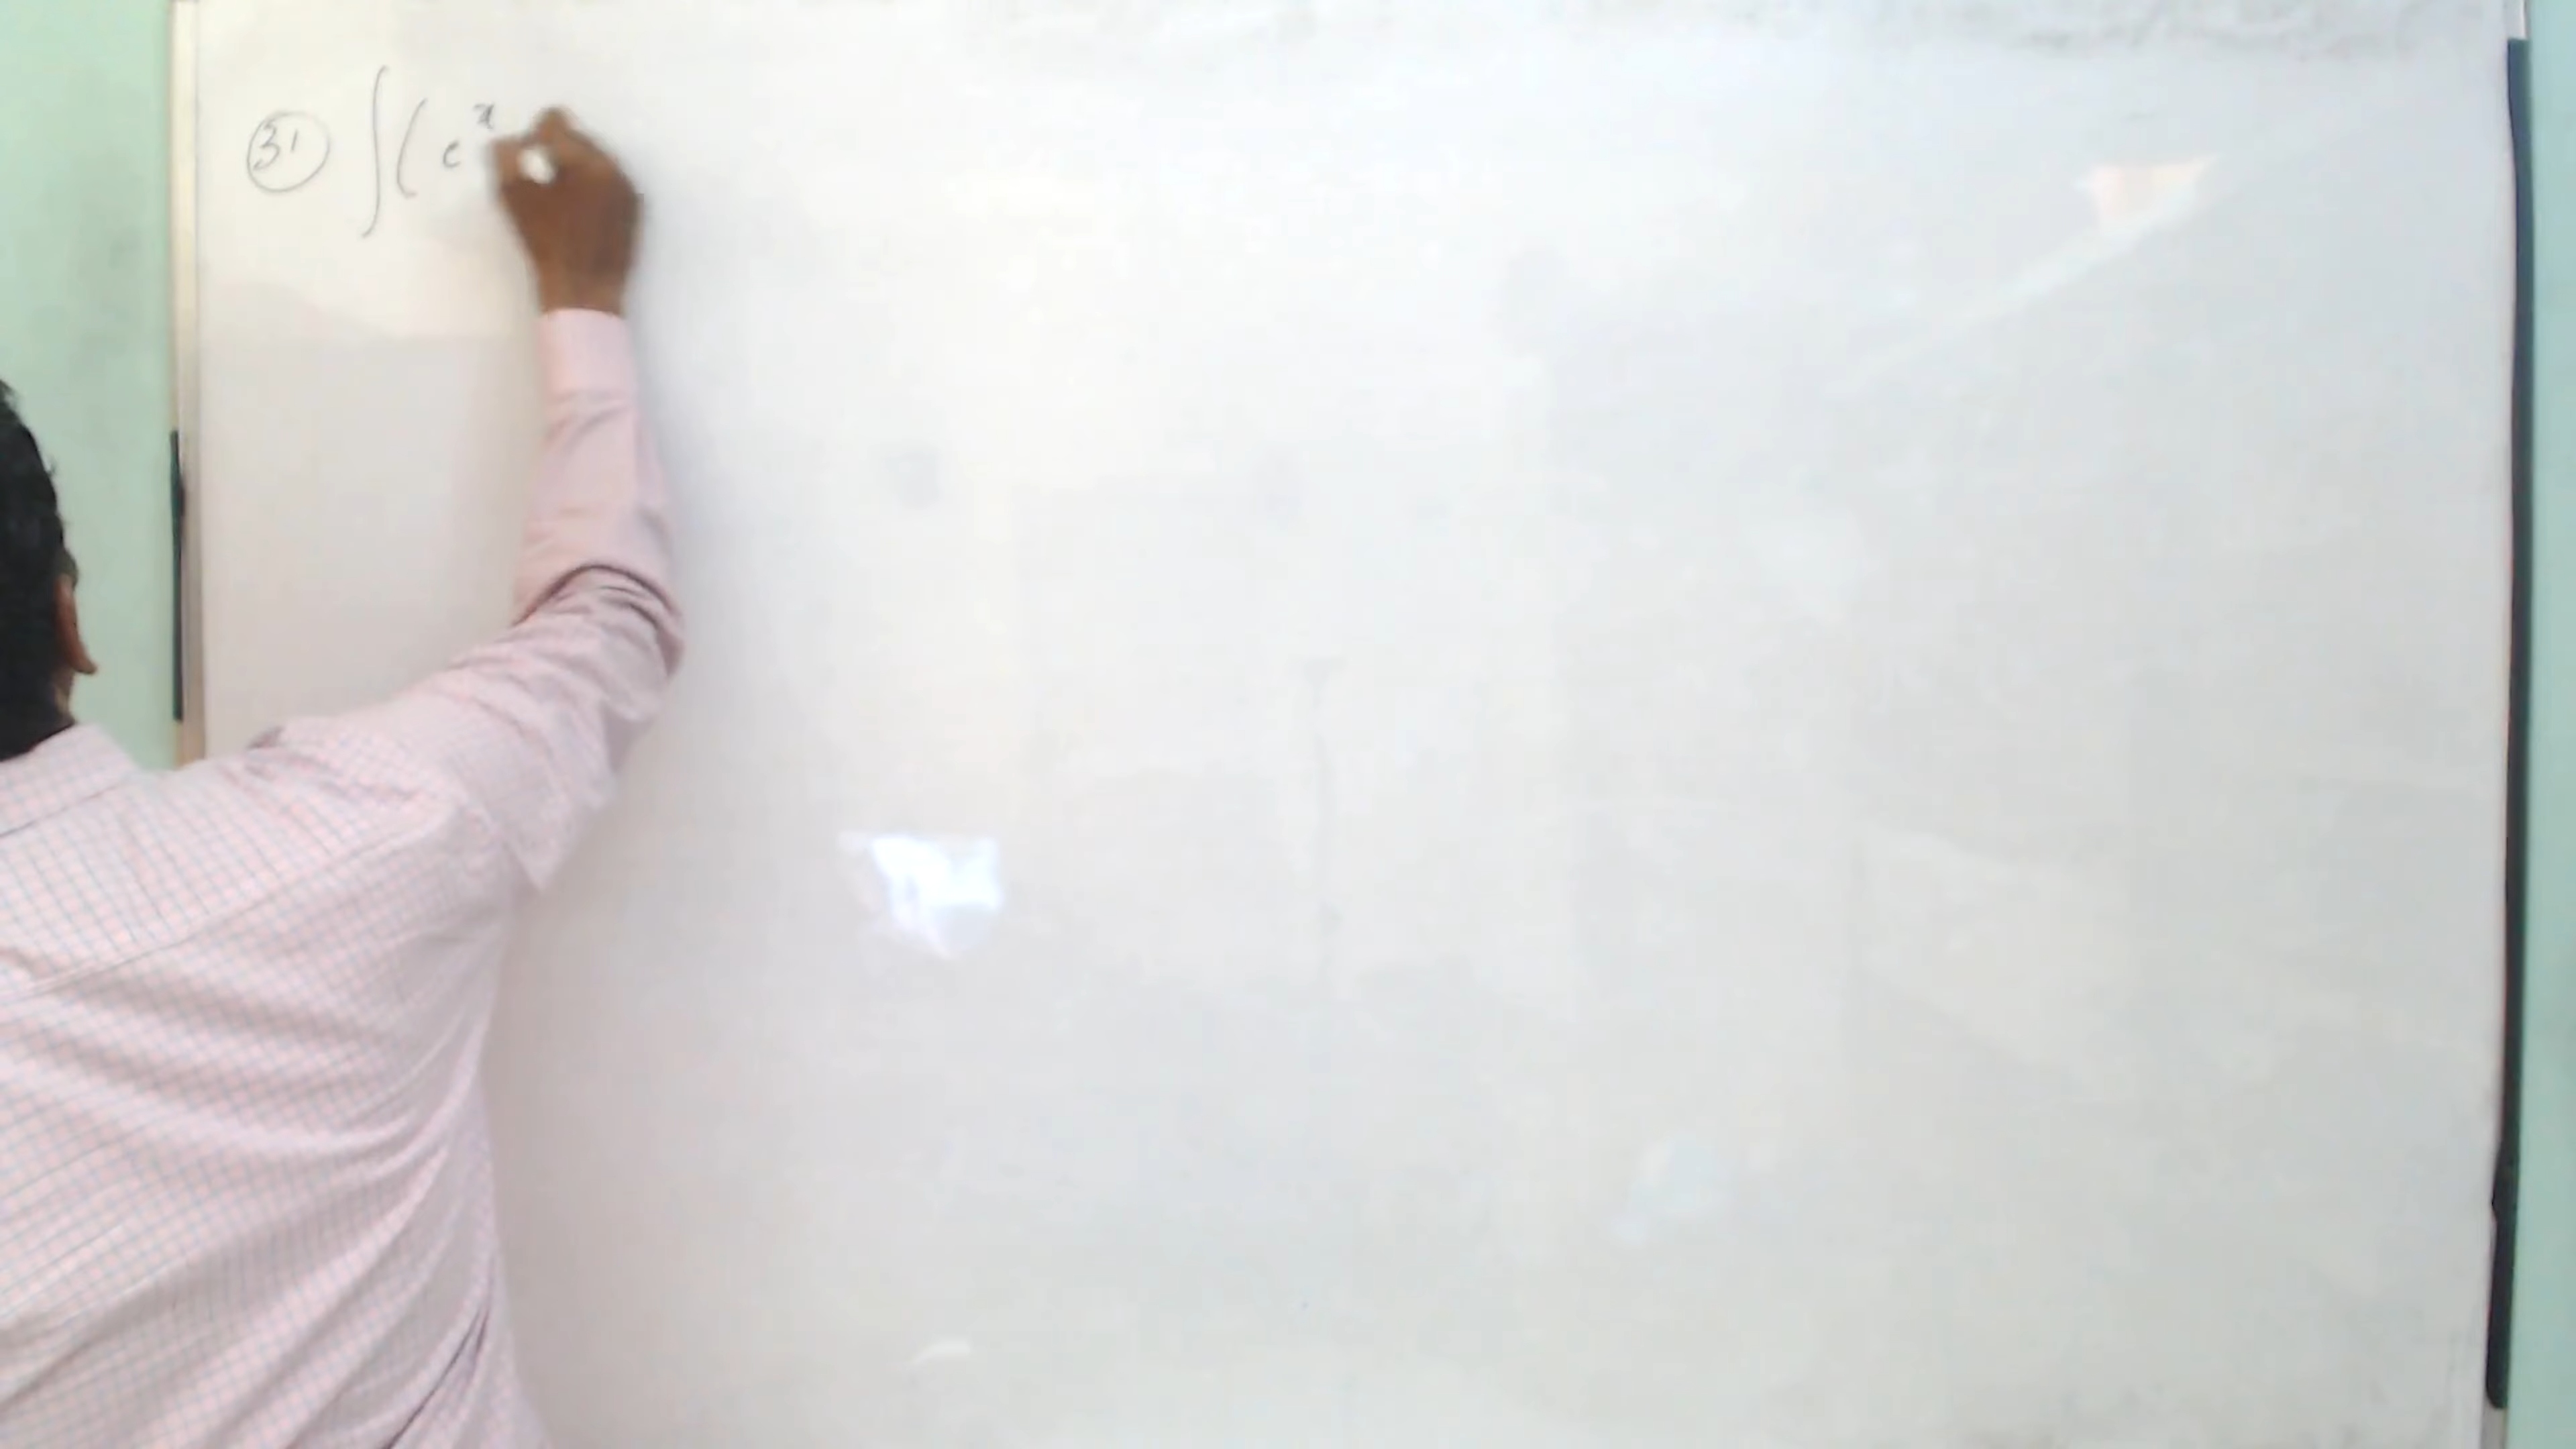 (31) ∫ ( e^x